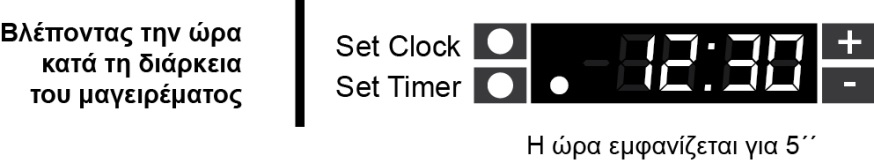 Βλέποντας την ώρα
κατά τη διάρκεια
του μαγειρέματος
Set Clock
12:30
+
Set Timer
-
Η ώρα εμφανίζεται για 5΄΄